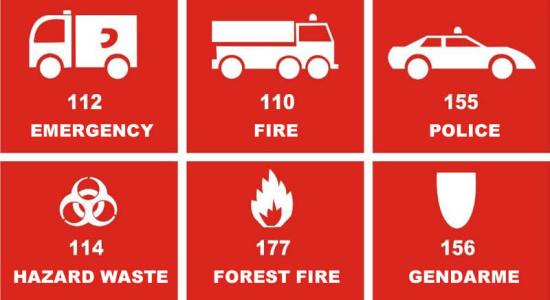 112
EMERGENCY
110
FIRE
155
POLICE
114
HAZARD WASTE
177
FOREST FIRE
156
GENDARME